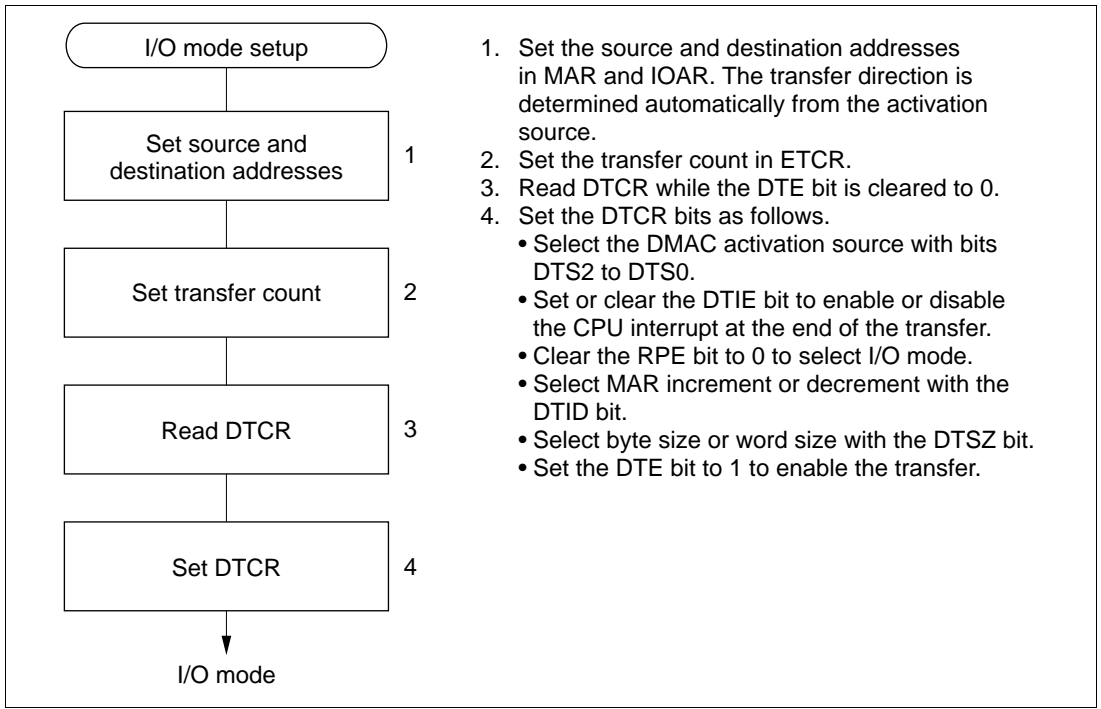 I/O mode setup
Set source and
destination addresses
1
Set transfer count
2
Read DTCR
3
Set DTCR
4
I/O mode
1. Set the source and destination addresses
in MAR and IOAR. The transfer direction is
determined automatically from the activation
source.
2. Set the transfer count in ETCR.
3. Read DTCR while the DTE bit is cleared to 0.
4. Set the DTCR bits as follows.
• Select the DMAC activation source with bits
DTS2 to DTS0.
• Set or clear the DTIE bit to enable or disable
the CPU interrupt at the end of the transfer.
• Clear the RPE bit to 0 to select I/O mode.
• Select MAR increment or decrement with the
DTID bit.
• Select byte size or word size with the DTSZ bit.
• Set the DTE bit to 1 to enable the transfer.